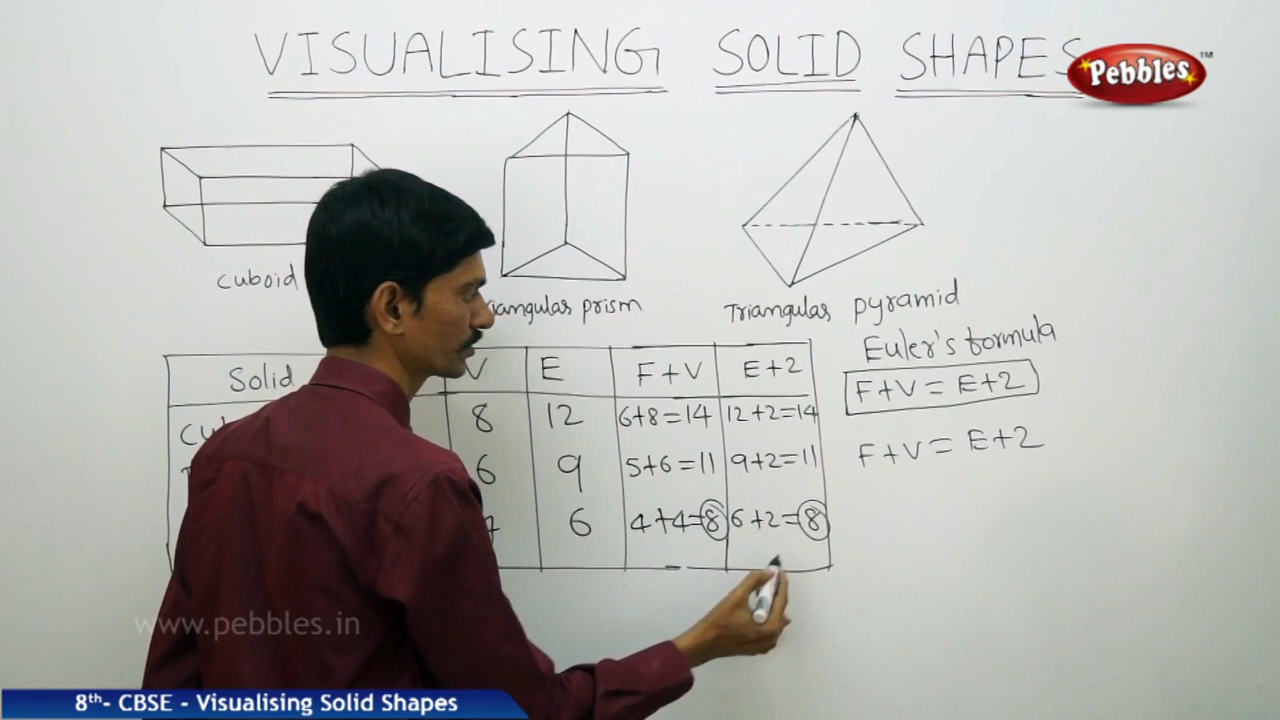 VISUALISING SOLID SHAPES
Pebbles™
cuboid
iangular prism
Triangular pyramid
Euler's formula
F+V = E+2
F+V = E+2
Solid V E F+V E+2
Cu 8 12 6+8=14 12+2=14
6 9 5+6=11 9+2=11
6 4+4=8 6+2=8
www.pebbles.in
8th- CBSE - Visualising Solid Shapes